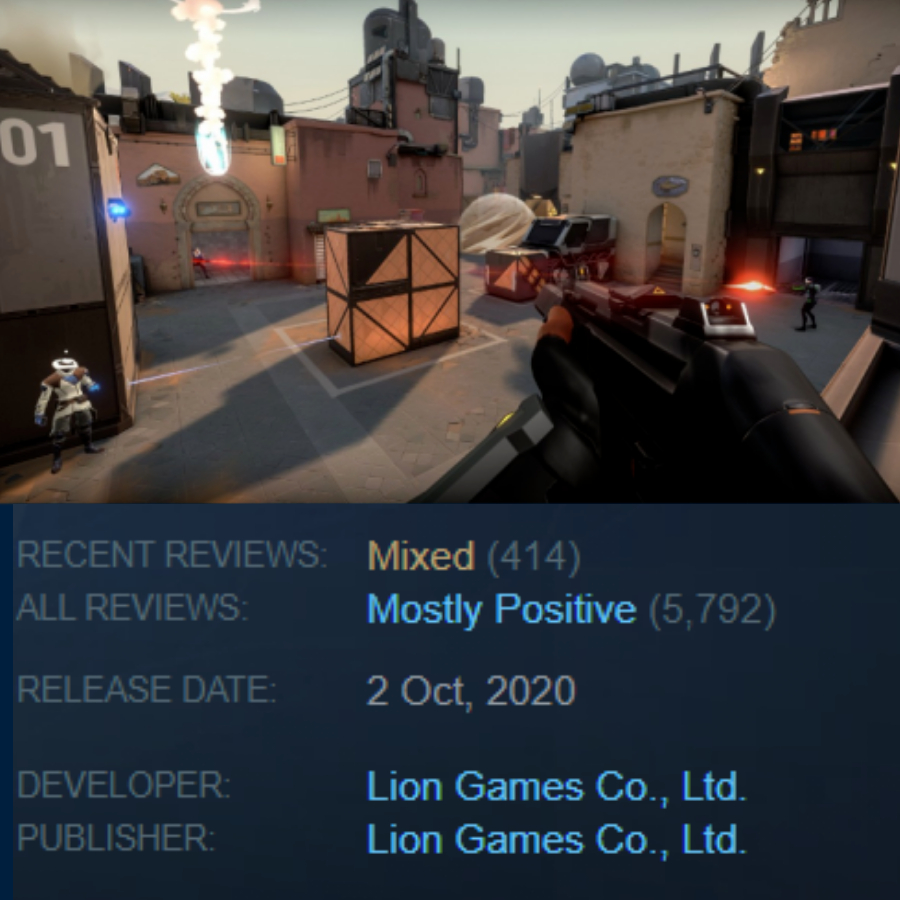 01
RECENT REVIEWS: Mixed (414)
ALL REVIEWS: Mostly Positive (5,792)
RELEASE DATE: 2 Oct, 2020
DEVELOPER: Lion Games Co., Ltd.
PUBLISHER: Lion Games Co., Ltd.